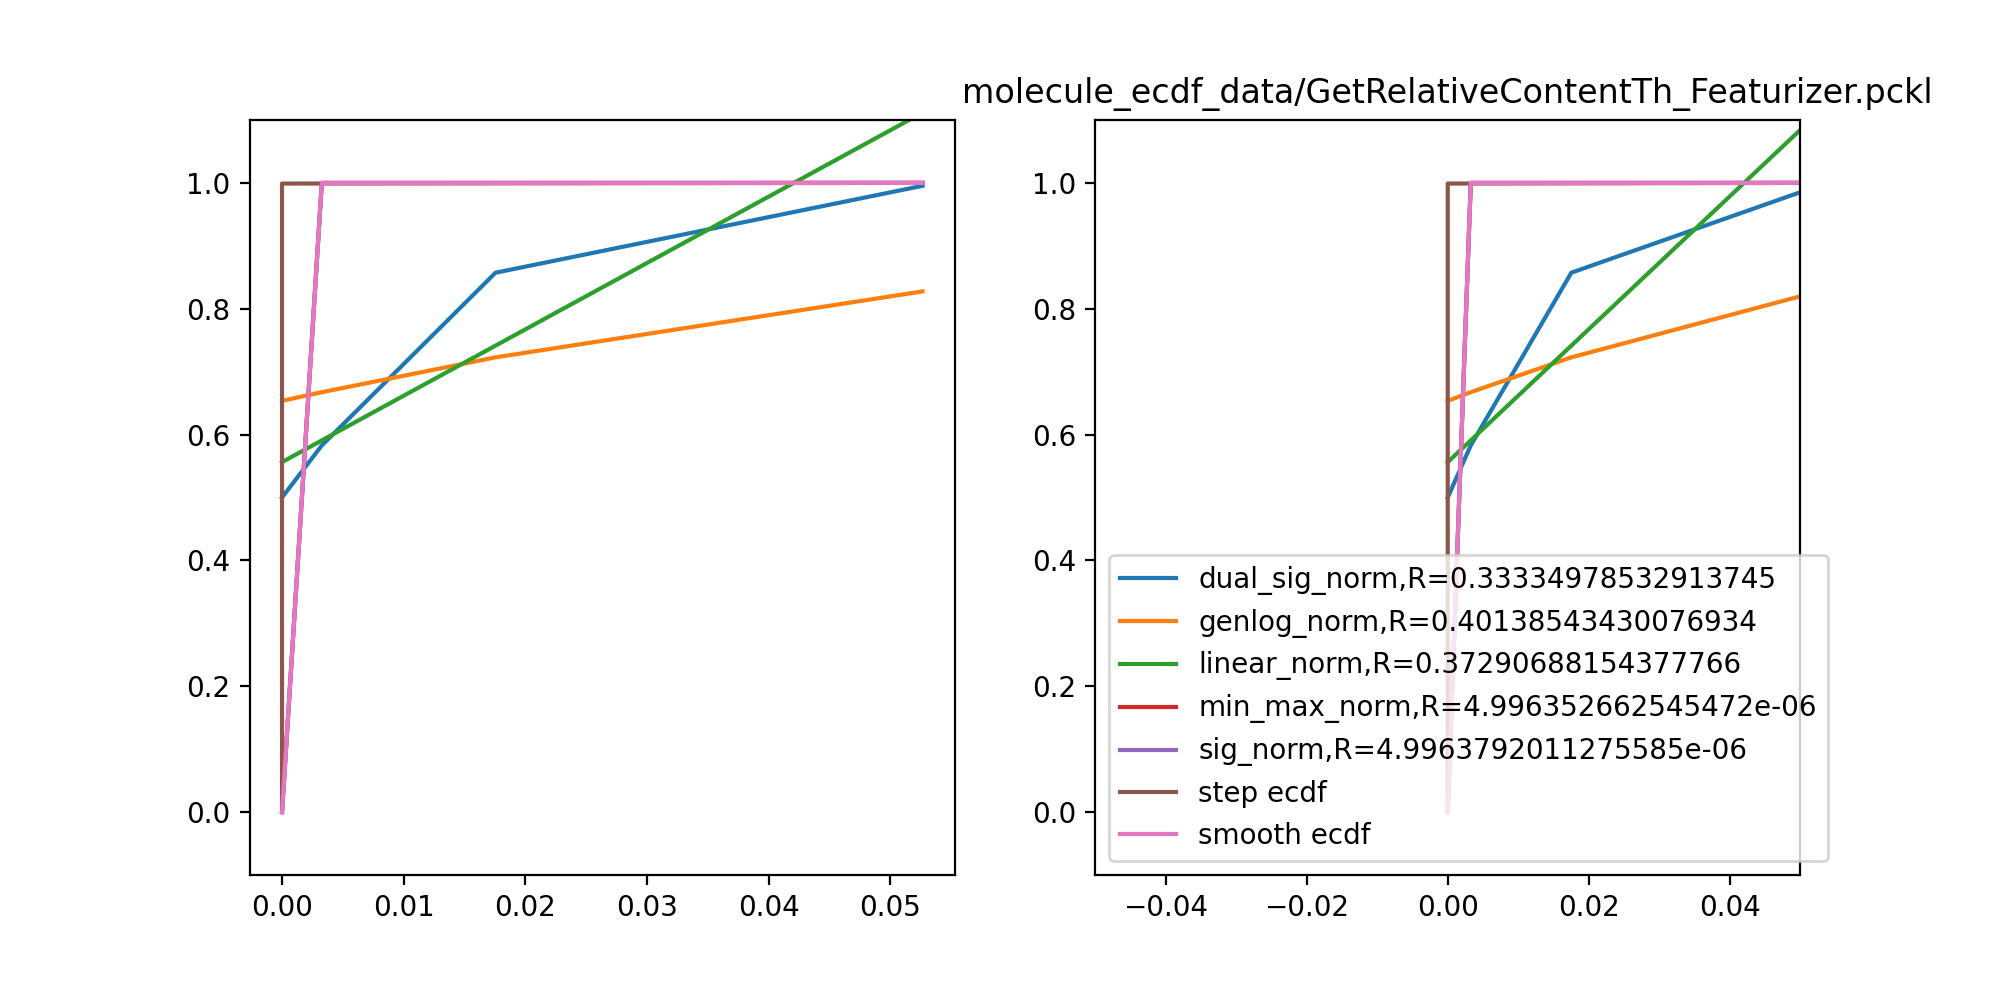 molecule_ecdf_data/GetRelativeContentTh_Featurizer.pckl
1.0
0.8
0.6
0.4
0.2
0.0
0.00 0.01 0.02 0.03 0.04 0.05
1.0
0.8
0.6
0.4
0.2
0.0
dual_sig_norm,R=0.33334978532913745
genlog_norm,R=0.40138543430076934
linear_norm,R=0.37290688154377766
min_max_norm,R=4.996352662545472e-06
sig_norm,R=4.9963792011275585e-06
step ecdf
smooth ecdf
−0.04 −0.02 0.00 0.02 0.04